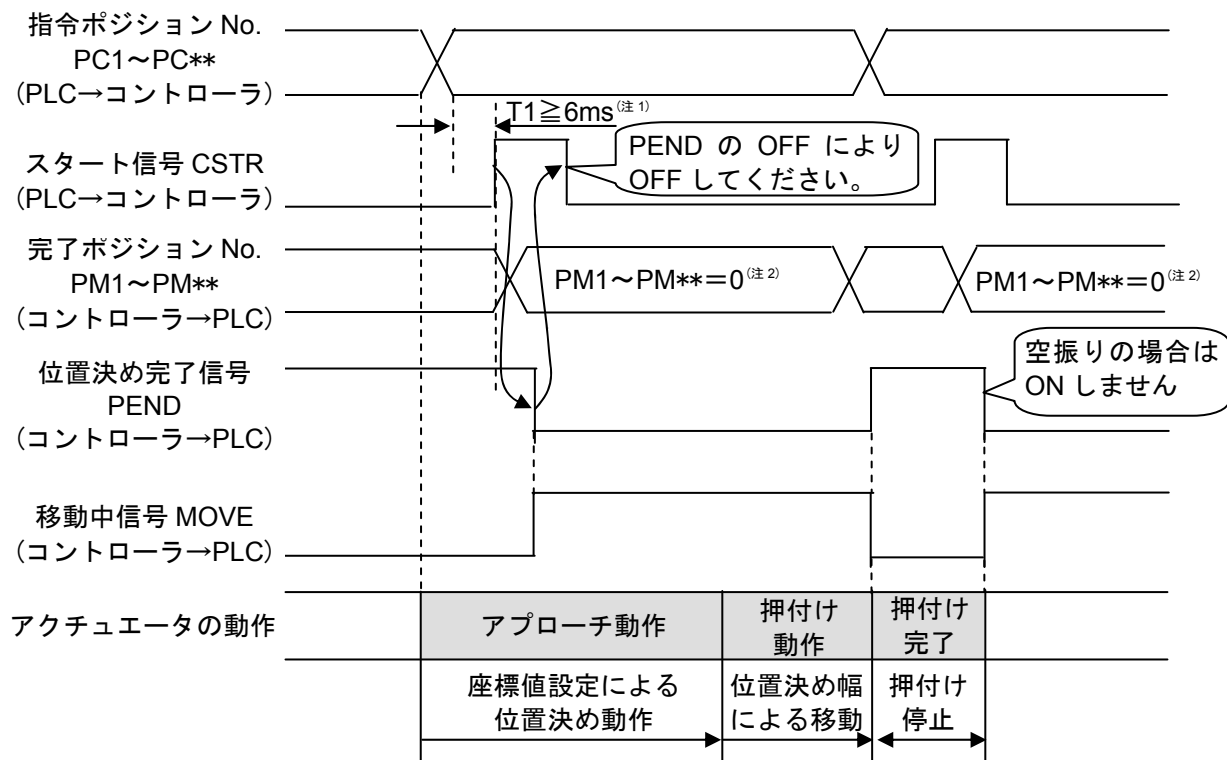 指令ポジション No.
PC1～PC**
(PLC→コントローラ)
T1≧6ms(注1)
PEND の OFF により
OFF してください。
スタート信号 CSTR
(PLC→コントローラ)
完了ポジション No.
PM1～PM**
(コントローラ→PLC)
PM1～PM**＝0(注2)
PM1～PM**＝0(注2)
位置決め完了信号
PEND
(コントローラ→PLC)
空振りの場合は
ON しません
移動中信号 MOVE
(コントローラ→PLC)
アクチュエータの動作
アプローチ動作
押付け
動作
押付け
完了
座標値設定による
位置決め動作
位置決め幅
による移動
押付け
停止